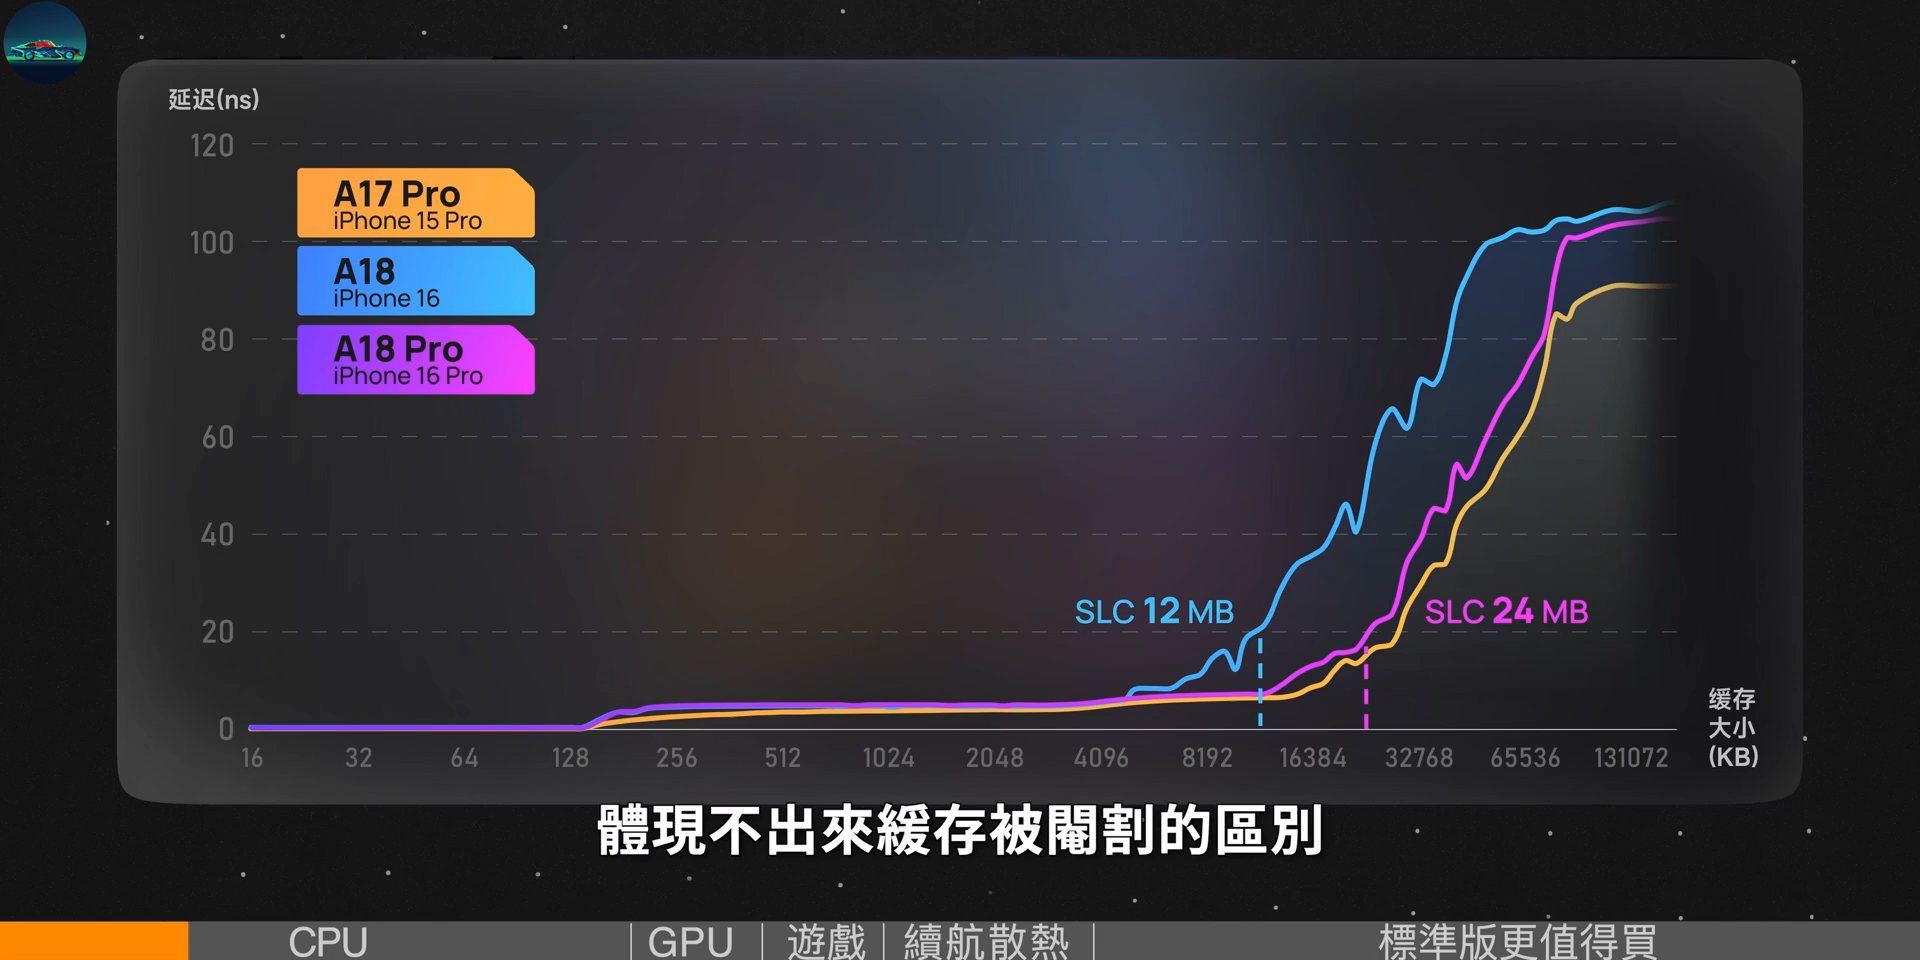 延迟(ns)
120
100
80
60
40
20
0
A17 Pro
iPhone 15 Pro
A18
iPhone 16
A18 Pro
iPhone 16 Pro
SLC 12 MB
SLC 24 MB
16 32 64 128 256 512 1024 2048 4096 8192 16384 32768 65536 131072
缓存
大小
(KB)
體現不出來緩存被閹割的區別
CPU GPU 遊戲 續航散熱 標準版更值得買